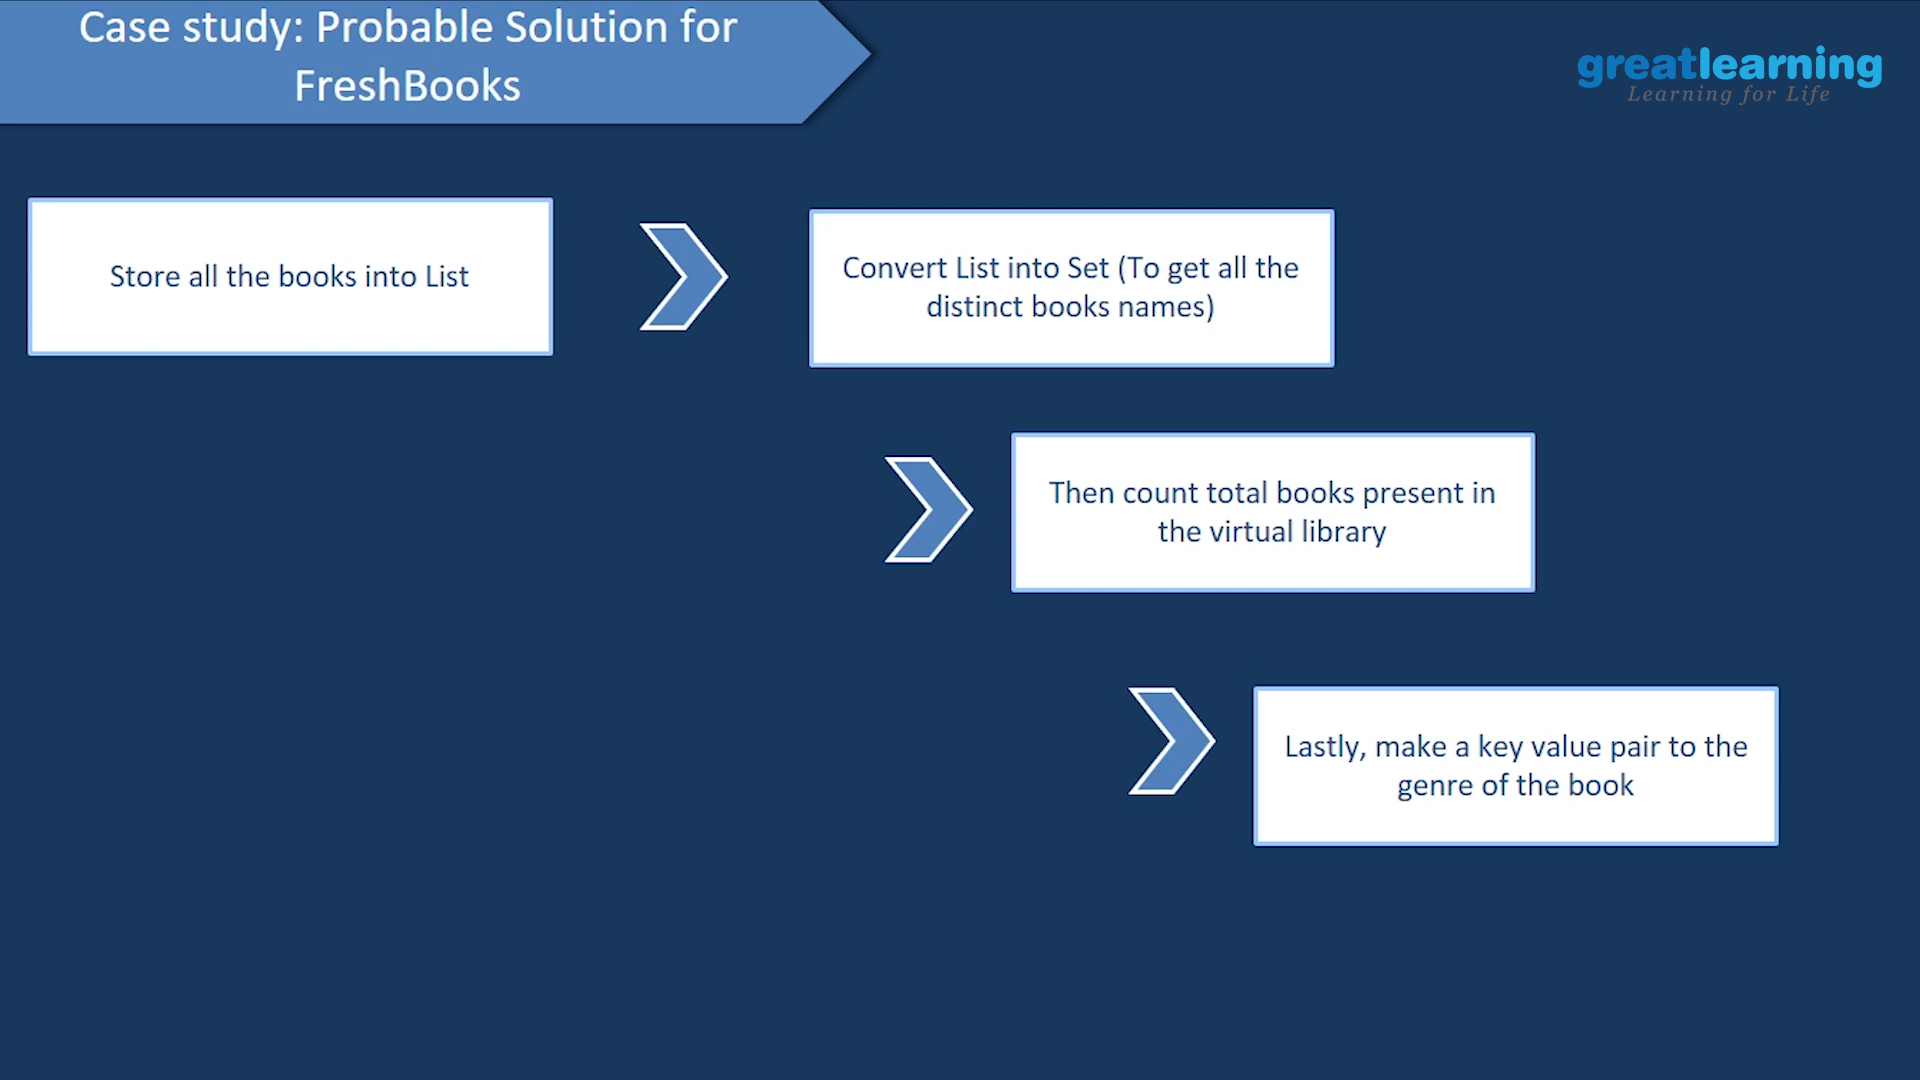 Case study: Probable Solution for
FreshBooks
greatlearning
Learning for Life
Store all the books into List
Convert List into Set (To get all the
distinct books names)
Then count total books present in
the virtual library
Lastly, make a key value pair to the
genre of the book